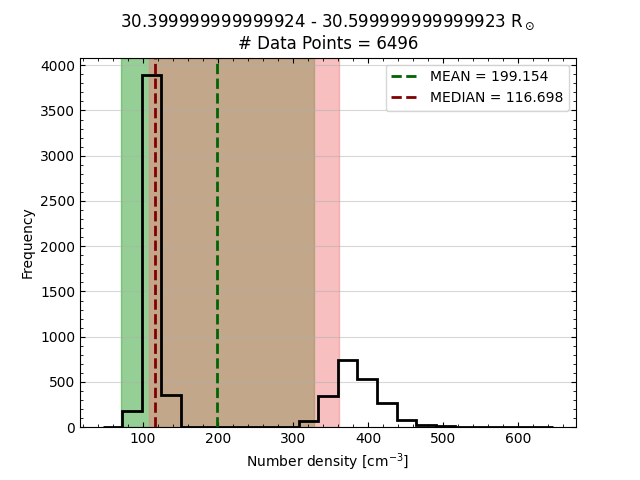 30.399999999999924 - 30.599999999999923 R⊙
# Data Points = 6496
MEAN = 199.154
MEDIAN = 116.698
4000
3500
3000
2500
2000
1500
1000
500
0
Frequency
100 200 300 400 500 600
Number density [cm⁻³]